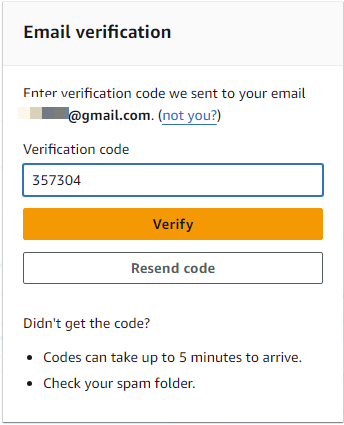 Email verification
Enter verification code we sent to your email
@gmail.com. (not you?)
Verification code
357304
Verify
Resend code
Didn't get the code?
Codes can take up to 5 minutes to arrive.
Check your spam folder.